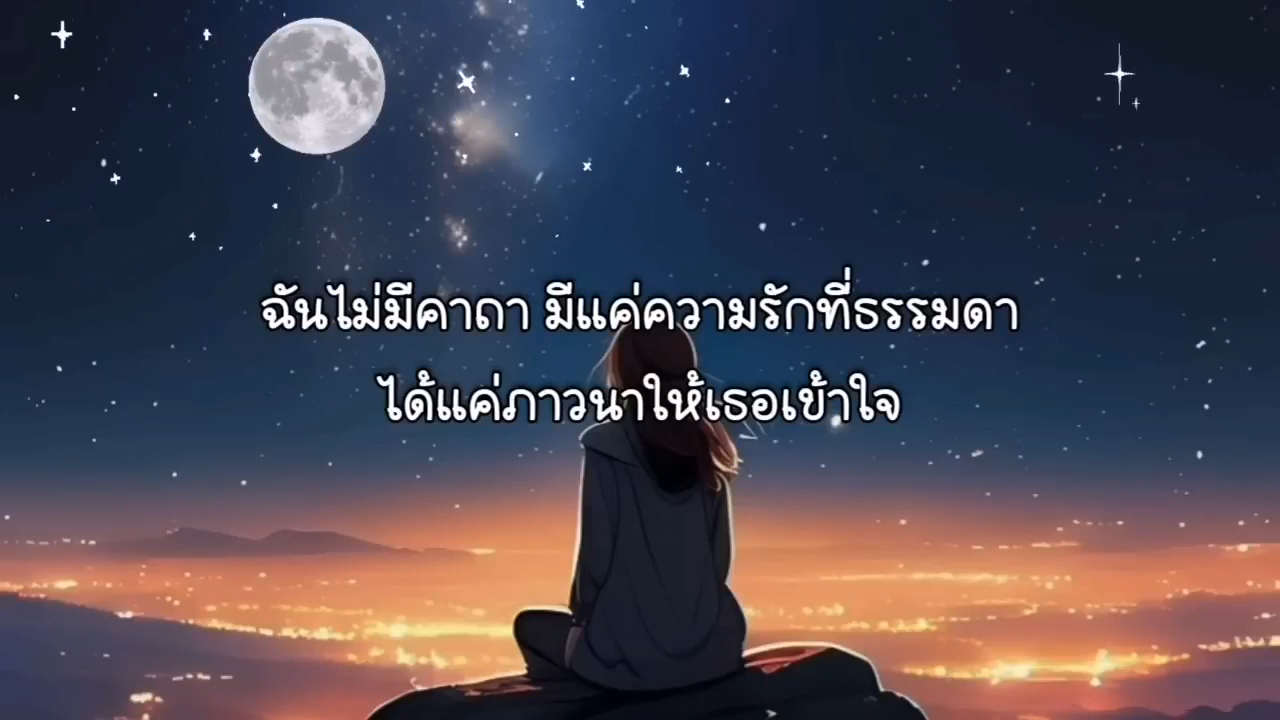 ฉันไม่มีคาถา มีแค่ความรักที่ธรรมดา
ได้แค่ภาวนาให้เธอเข้าใจ